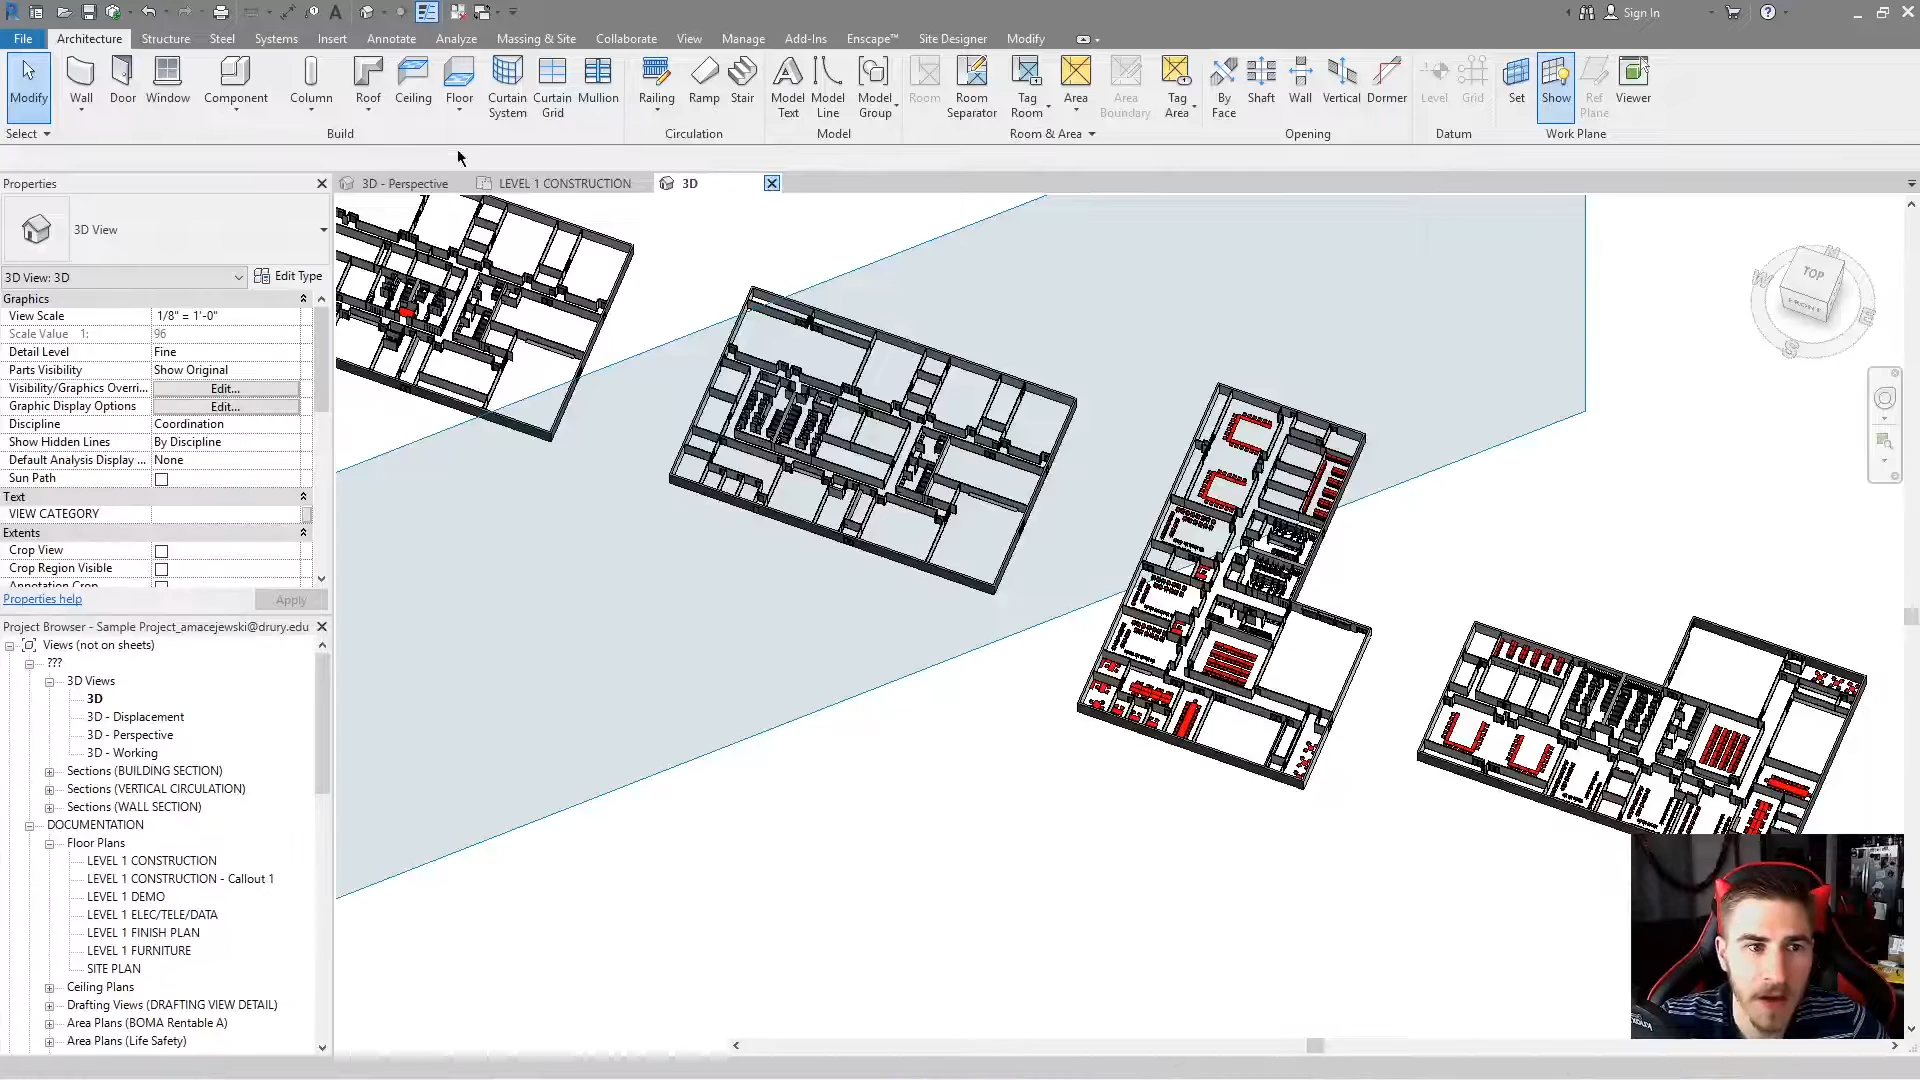 Sign In
File Architecture Structure Steel Systems Insert Annotate Analyze Massing & Site Collaborate View Manage Add-Ins Enscape™ Site Designer Modify
Modify Wall Door Window Component Column Roof Ceiling Floor Curtain System Curtain Grid Mullion Railing Ramp Stair Model Text Model Line Model Group Room Room Separator Tag Room Area Area Boundary Tag Area By Face Shaft Wall Vertical Dormer Level Grid Set Show Ref Plane Viewer
Select Build Circulation Model Room & Area Opening Datum Work Plane
Properties
3D - Perspective LEVEL 1 CONSTRUCTION 3D
3D View
3D View: 3D Edit Type
Graphics
View Scale 1/8" = 1'-0"
Scale Value 1: 96
Detail Level Fine
Parts Visibility Show Original
Visibility/Graphics Overri... Edit...
Graphic Display Options Edit...
Discipline Coordination
Show Hidden Lines By Discipline
Default Analysis Display ... None
Sun Path
Text
VIEW CATEGORY
Extents
Crop View
Crop Region Visible
Annotation Crop
Properties help Apply
Project Browser - Sample Project_amacejewski@drury.edu
Views (not on sheets)
???
3D Views
3D
3D - Displacement
3D - Perspective
3D - Working
Sections (BUILDING SECTION)
Sections (VERTICAL CIRCULATION)
Sections (WALL SECTION)
DOCUMENTATION
Floor Plans
LEVEL 1 CONSTRUCTION
LEVEL 1 CONSTRUCTION - Callout 1
LEVEL 1 DEMO
LEVEL 1 ELEC/TELE/DATA
LEVEL 1 FINISH PLAN
LEVEL 1 FURNITURE
SITE PLAN
Ceiling Plans
Drafting Views (DRAFTING VIEW DETAIL)
Area Plans (BOMA Rentable A)
Area Plans (Life Safety)
TOP
FRONT
N
W
E
S